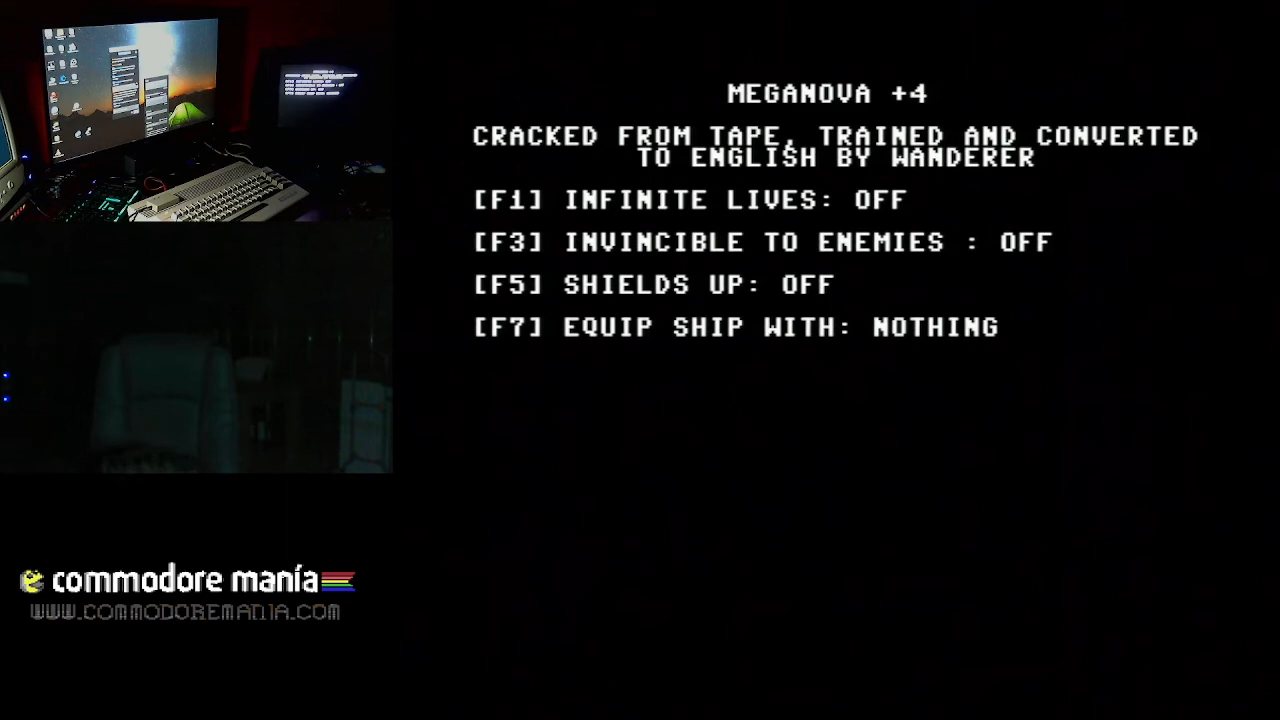 MEGANOVA +4
CRACKED FROM TAPE, TRAINED AND CONVERTED
TO ENGLISH BY WANDERER
[F1] INFINITE LIVES: OFF
[F3] INVINCIBLE TO ENEMIES : OFF
[F5] SHIELDS UP: OFF
[F7] EQUIP SHIP WITH: NOTHING
commodore manía
WWW.COMMODOREMANIA.COM